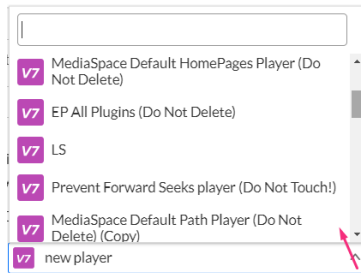 V7 MediaSpace Default HomePages Player (Do
Not Delete)
V7 EP All Plugins (Do Not Delete)
V7 LS
V7 Prevent Forward Seeks player (Do Not Touch!)
V7 MediaSpace Default Path Player (Do Not
Delete) (Copy)
V7 new player